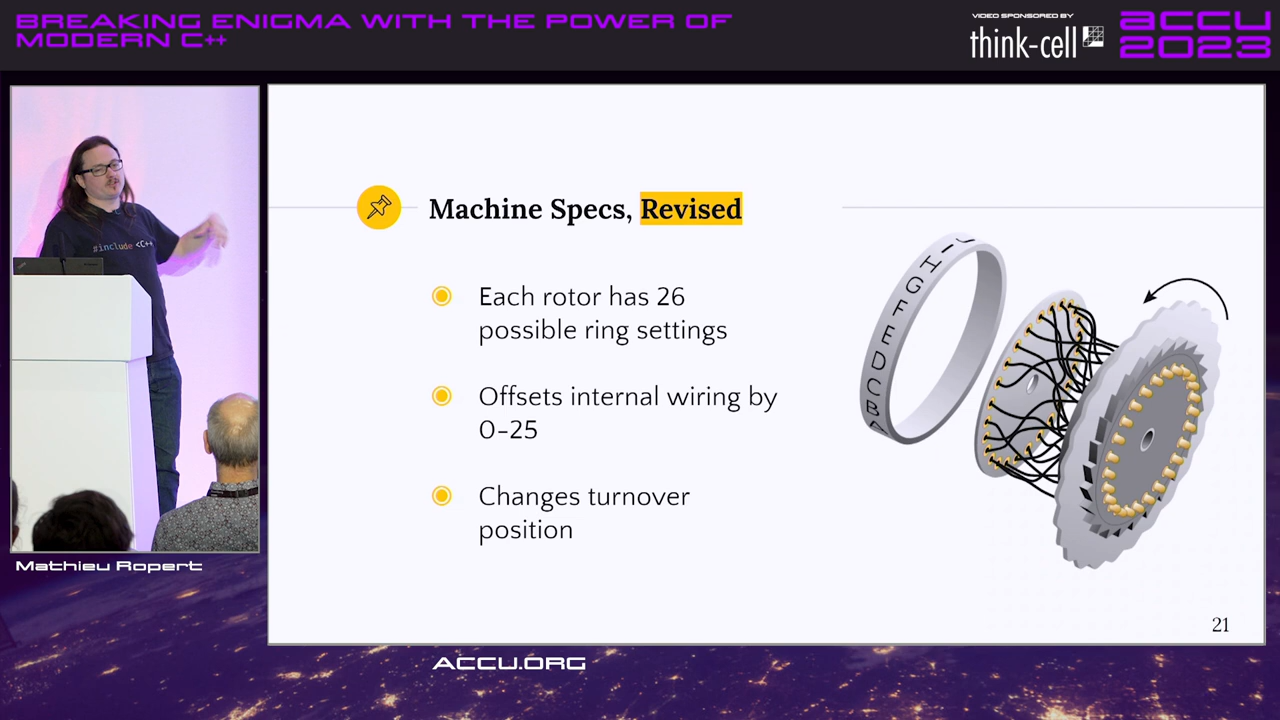 BREAKING ENIGMA WITH THE POWER OF
MODERN C++
VIDEO SPONSORED BY
think-cell
accu
2023
#include <C++
Mathieu Ropert
Machine Specs, Revised
Each rotor has 26
possible ring settings
Offsets internal wiring by
0-25
Changes turnover
position
J
I
H
G
F
E
D
C
B
A
21
ACCU.ORG